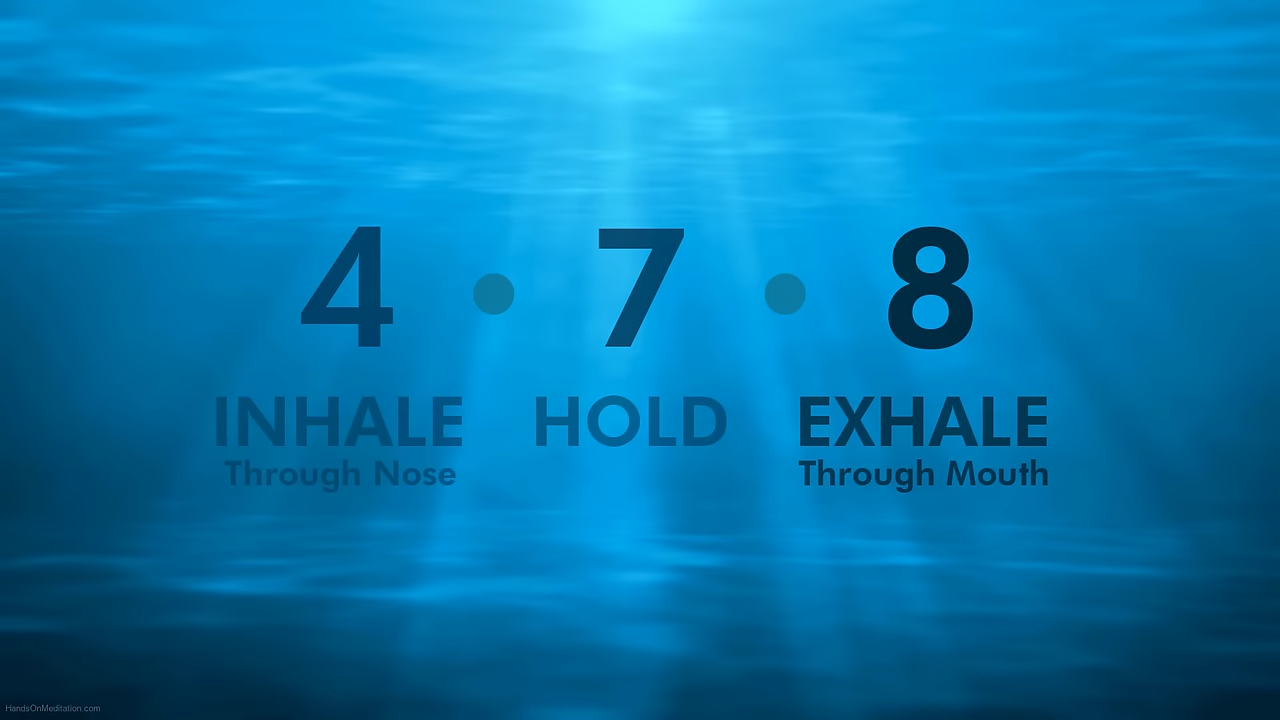 4 • 7 • 8
INHALE HOLD EXHALE
Through Nose Through Mouth
HandsOnMeditation.com